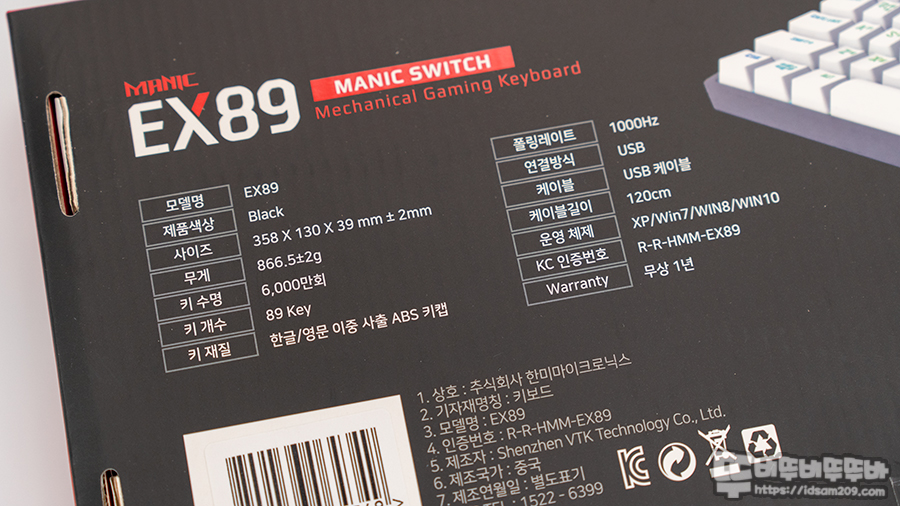 MANIC
EX89
MANIC SWITCH
Mechanical Gaming Keyboard
모델명 EX89
제품색상 Black
사이즈 358 X 130 X 39 mm ± 2mm
무게 866.5±2g
키 수명 6,000만회
키 개수 89 Key
키 재질 한글/영문 이중 사출 ABS 키캡
폴링레이트 1000Hz
연결방식 USB
케이블 USB 케이블
케이블길이 120cm
운영 체제 XP/Win7/WIN8/WIN10
KC 인증번호 R-R-HMM-EX89
Warranty 무상 1년
1. 상호 : 주식회사 한미마이크로닉스
2. 기자재명칭 : 키보드
3. 모델명 : EX89
4. 인증번호 : R-R-HMM-EX89
5. 제조자 : Shenzhen VTK Technology Co., Ltd.
6. 제조국가 : 중국
7. 제조연월일 : 별도표기
TEL : 1522 - 6399
뚜바뚜바뚜뚜바
https://idsam209.com